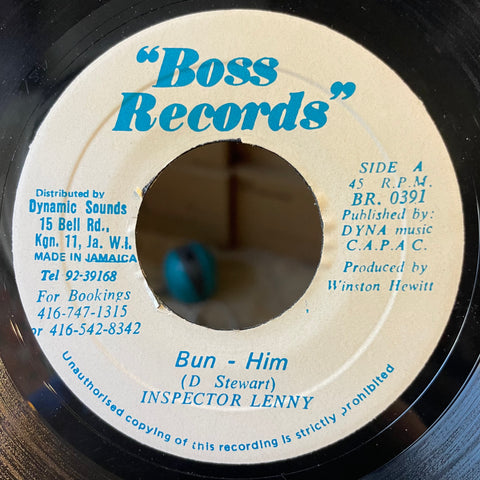 "Boss
Records"
Distributed by
Dynamic Sounds
15 Bell Rd.,
Kgn. 11, Ja. W.I.
MADE IN JAMAICA
Tel 92-39168
For Bookings
416-747-1315
or 416-542-8342
SIDE A
45 R.P.M.
BR. 0391
Published by:
DYNA music
C.A.P.A.C.
Produced by
Winston Hewitt
Bun - Him
(D Stewart)
INSPECTOR LENNY
Unauthorised copying of this recording is strictly prohibited